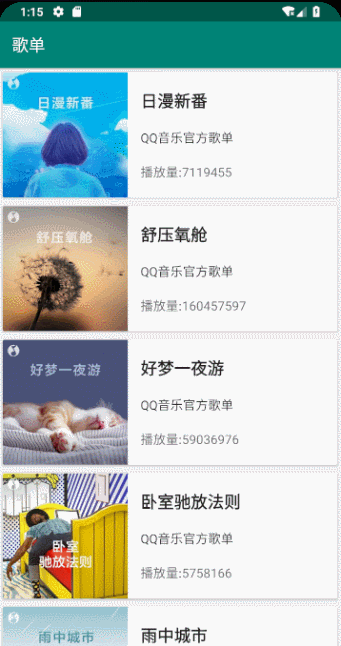 1:15
歌单
日漫新番
日漫新番
QQ音乐官方歌单
播放量:7119455
舒压氧舱
舒压氧舱
QQ音乐官方歌单
播放量:160457597
好梦一夜游
好梦一夜游
QQ音乐官方歌单
播放量:59036976
卧室
驰放法则
卧室驰放法则
QQ音乐官方歌单
播放量:5758166
雨中城市
雨中城市